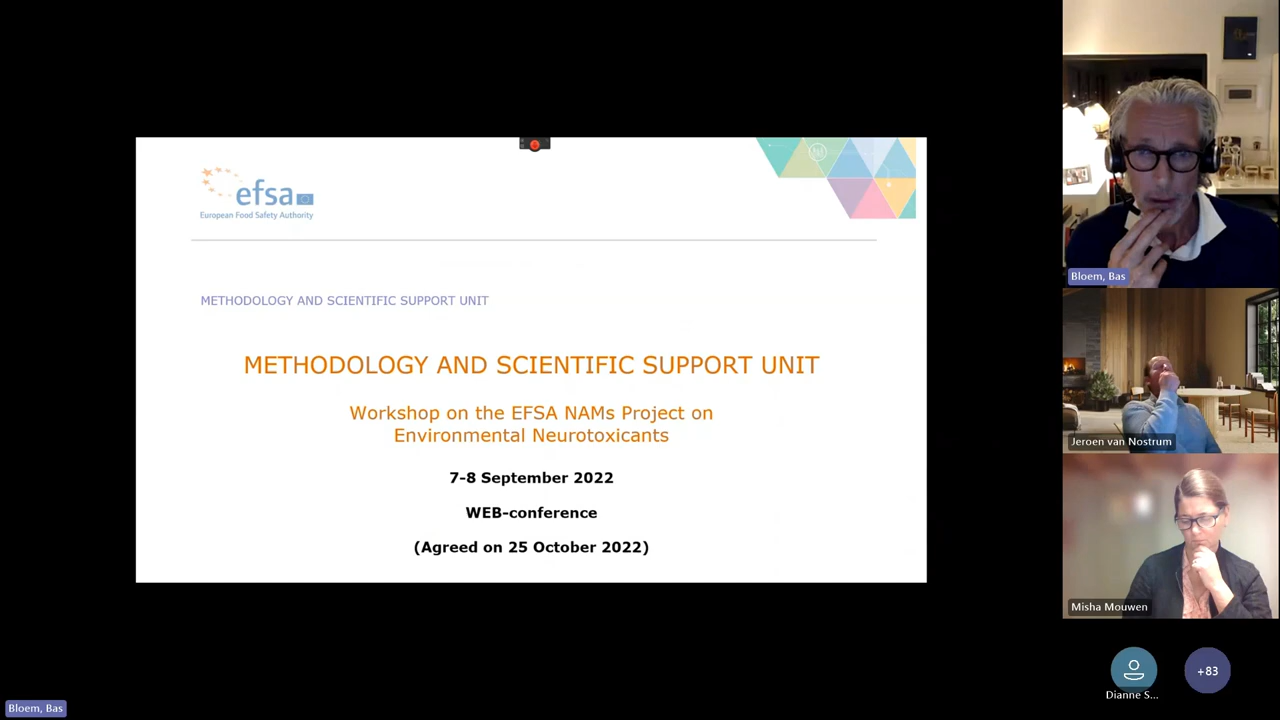 efsa
European Food Safety Authority
METHODOLOGY AND SCIENTIFIC SUPPORT UNIT
METHODOLOGY AND SCIENTIFIC SUPPORT UNIT
Workshop on the EFSA NAMs Project on
Environmental Neurotoxicants
7-8 September 2022
WEB-conference
(Agreed on 25 October 2022)
Bloem, Bas
Jeroen van Nostrum
Misha Mouwen
Dianne S...
+83
Bloem, Bas